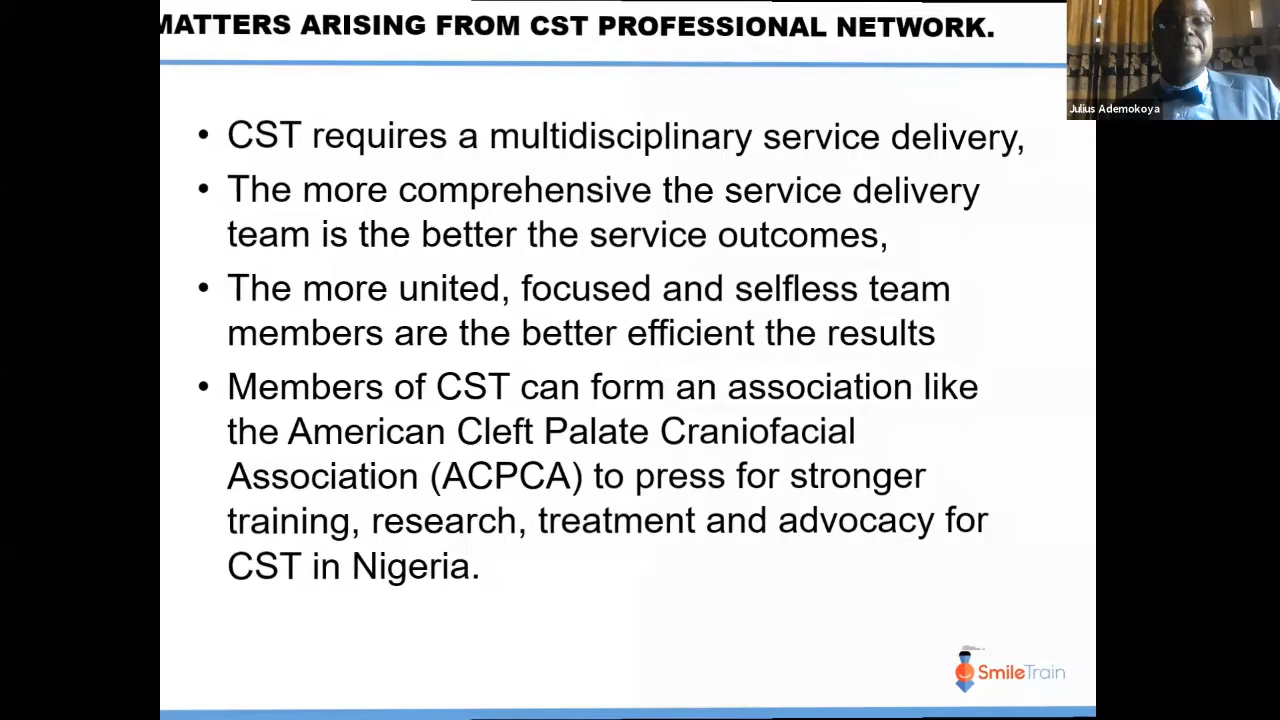 MATTERS ARISING FROM CST PROFESSIONAL NETWORK.
Julius Ademokoya
• CST requires a multidisciplinary service delivery,
• The more comprehensive the service delivery
team is the better the service outcomes,
• The more united, focused and selfless team
members are the better efficient the results
• Members of CST can form an association like
the American Cleft Palate Craniofacial
Association (ACPCA) to press for stronger
training, research, treatment and advocacy for
CST in Nigeria.
SmileTrain